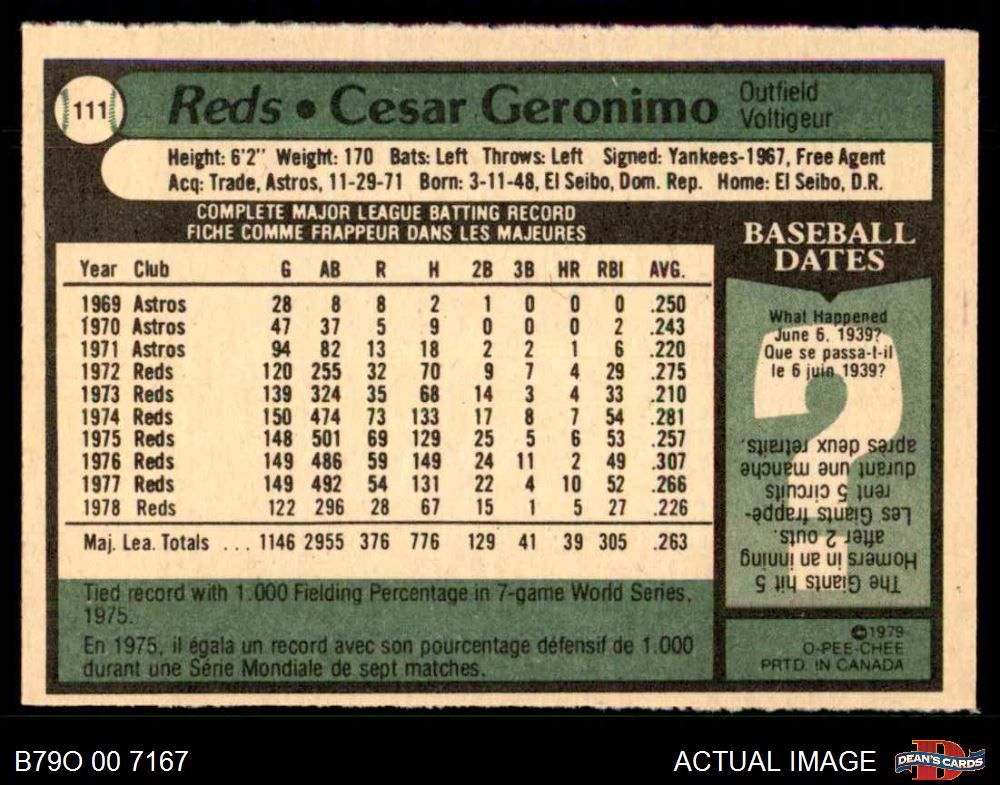 111
Reds • Cesar Geronimo
Outfield
Voltigeur
Height: 6'2" Weight: 170 Bats: Left Throws: Left Signed: Yankees-1967, Free Agent
Acq: Trade, Astros, 11-29-71 Born: 3-11-48, El Seibo, Dom. Rep. Home: El Seibo, D.R.
COMPLETE MAJOR LEAGUE BATTING RECORD
FICHE COMME FRAPPEUR DANS LES MAJEURES
Year Club G AB R H 2B 3B HR RBI AVG.
1969 Astros 28 8 8 2 1 0 0 0 .250
1970 Astros 47 37 5 9 0 0 0 2 .243
1971 Astros 94 82 13 18 2 2 1 6 .220
1972 Reds 120 255 32 70 9 7 4 29 .275
1973 Reds 139 324 35 68 14 3 4 33 .210
1974 Reds 150 474 73 133 17 8 7 54 .281
1975 Reds 148 501 69 129 25 5 6 53 .257
1976 Reds 149 486 59 149 24 11 2 49 .307
1977 Reds 149 492 54 131 22 4 10 52 .266
1978 Reds 122 296 28 67 15 1 5 27 .226
Maj. Lea. Totals ... 1146 2955 376 776 129 41 39 305 .263
Tied record with 1.000 Fielding Percentage in 7-game World Series,
1975.
En 1975, il égala un record avec son pourcentage défensif de 1.000
durant une Série Mondiale de sept matches.
BASEBALL
DATES
What Happened
June 6, 1939?
Que se passa-t-il
le 6 juin 1939?
The Giants hit 5
Homers in an inning
after 2 outs.
Les Giants frappè-
rent 5 circuits
durant une manche
après deux retraits.
©1979
O-PEE-CHEE
PRTD. IN CANADA
B79O 00 7167
ACTUAL IMAGE
DEAN'S CARDS